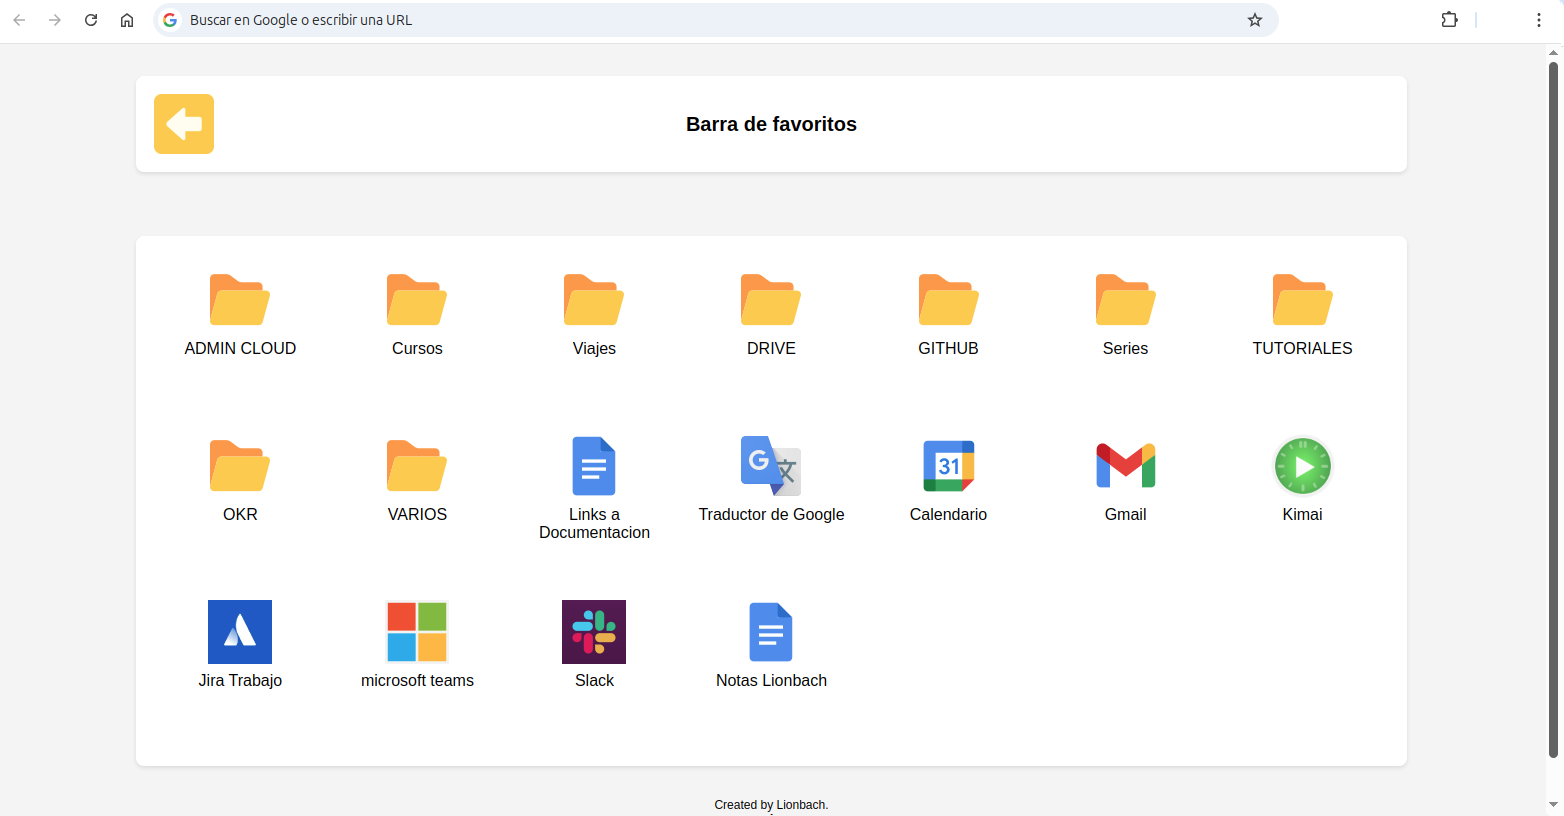 Buscar en Google o escribir una URL
Barra de favoritos
ADMIN CLOUD
Cursos
Viajes
DRIVE
GITHUB
Series
TUTORIALES
OKR
VARIOS
Links a
Documentacion
G 文
Traductor de Google
31
Calendario
Gmail
Kimai
Jira Trabajo
microsoft teams
Slack
Notas Lionbach
Created by Lionbach.